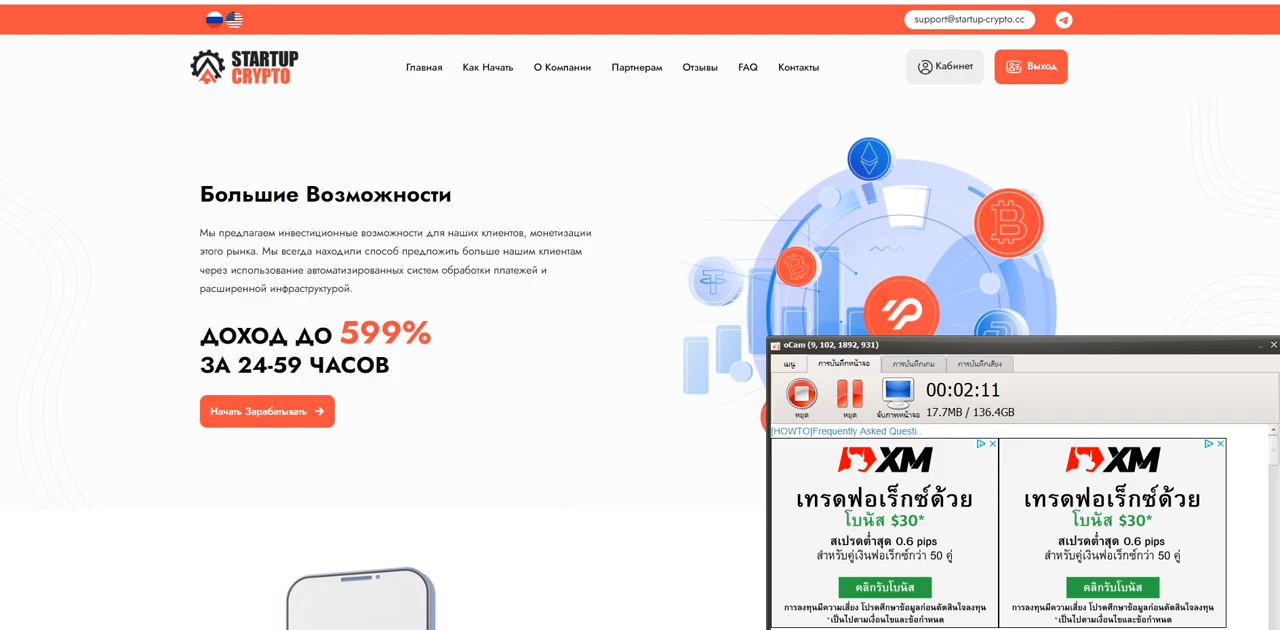 support@startup-crypto.cc
STARTUP
CRYPTO
Главная Как Начать О Компании Партнерам Отзывы FAQ Контакты
Кабинет
Выход
Большие Возможности
Мы предлагаем инвестиционные возможности для наших клиентов, монетизации
этого рынка. Мы всегда находили способ предложить больше нашим клиентам
через использование автоматизированных систем обработки платежей и
расширенной инфраструктурой.
ДОХОД ДО 599%
ЗА 24-59 ЧАСОВ
Начать Зарабатывать
oCam (9, 102, 1892, 931)
เมนู การบันทึกหน้าจอ การบันทึกเกม การบันทึกเสียง
00:02:11
หยุด หยุด จับภาพหน้าจอ 17.7MB / 136.4GB
[HOWTO]Frequently Asked Questi..
XM
เทรดฟอเร็กซ์ด้วย
โบนัส $30*
สเปรดต่ำสุด 0.6 pips
สำหรับคู่เงินฟอเร็กซ์กว่า 50 คู่
คลิกรับโบนัส
การลงทุนมีความเสี่ยง โปรดศึกษาข้อมูลก่อนตัดสินใจลงทุน
*เป็นไปตามเงื่อนไขและข้อกำหนด
XM
เทรดฟอเร็กซ์ด้วย
โบนัส $30*
สเปรดต่ำสุด 0.6 pips
สำหรับคู่เงินฟอเร็กซ์กว่า 50 คู่
คลิกรับโบนัส
การลงทุนมีความเสี่ยง โปรดศึกษาข้อมูลก่อนตัดสินใจลงทุน
*เป็นไปตามเงื่อนไขและข้อกำหนด